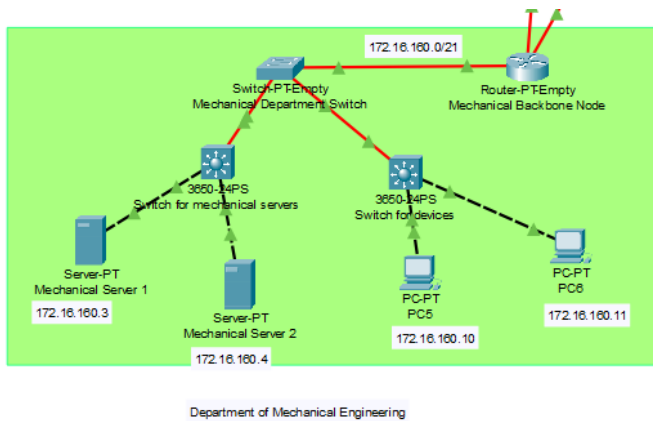 172.16.160.0/21
Switch-PT-Empty
Mechanical Department Switch
Router-PT-Empty
Mechanical Backbone Node
3650-24PS
Switch for mechanical servers
3650-24PS
Switch for devices
Server-PT
Mechanical Server 1
172.16.160.3
Server-PT
Mechanical Server 2
172.16.160.4
PC-PT
PC5
172.16.160.10
PC-PT
PC6
172.16.160.11
Department of Mechanical Engineering